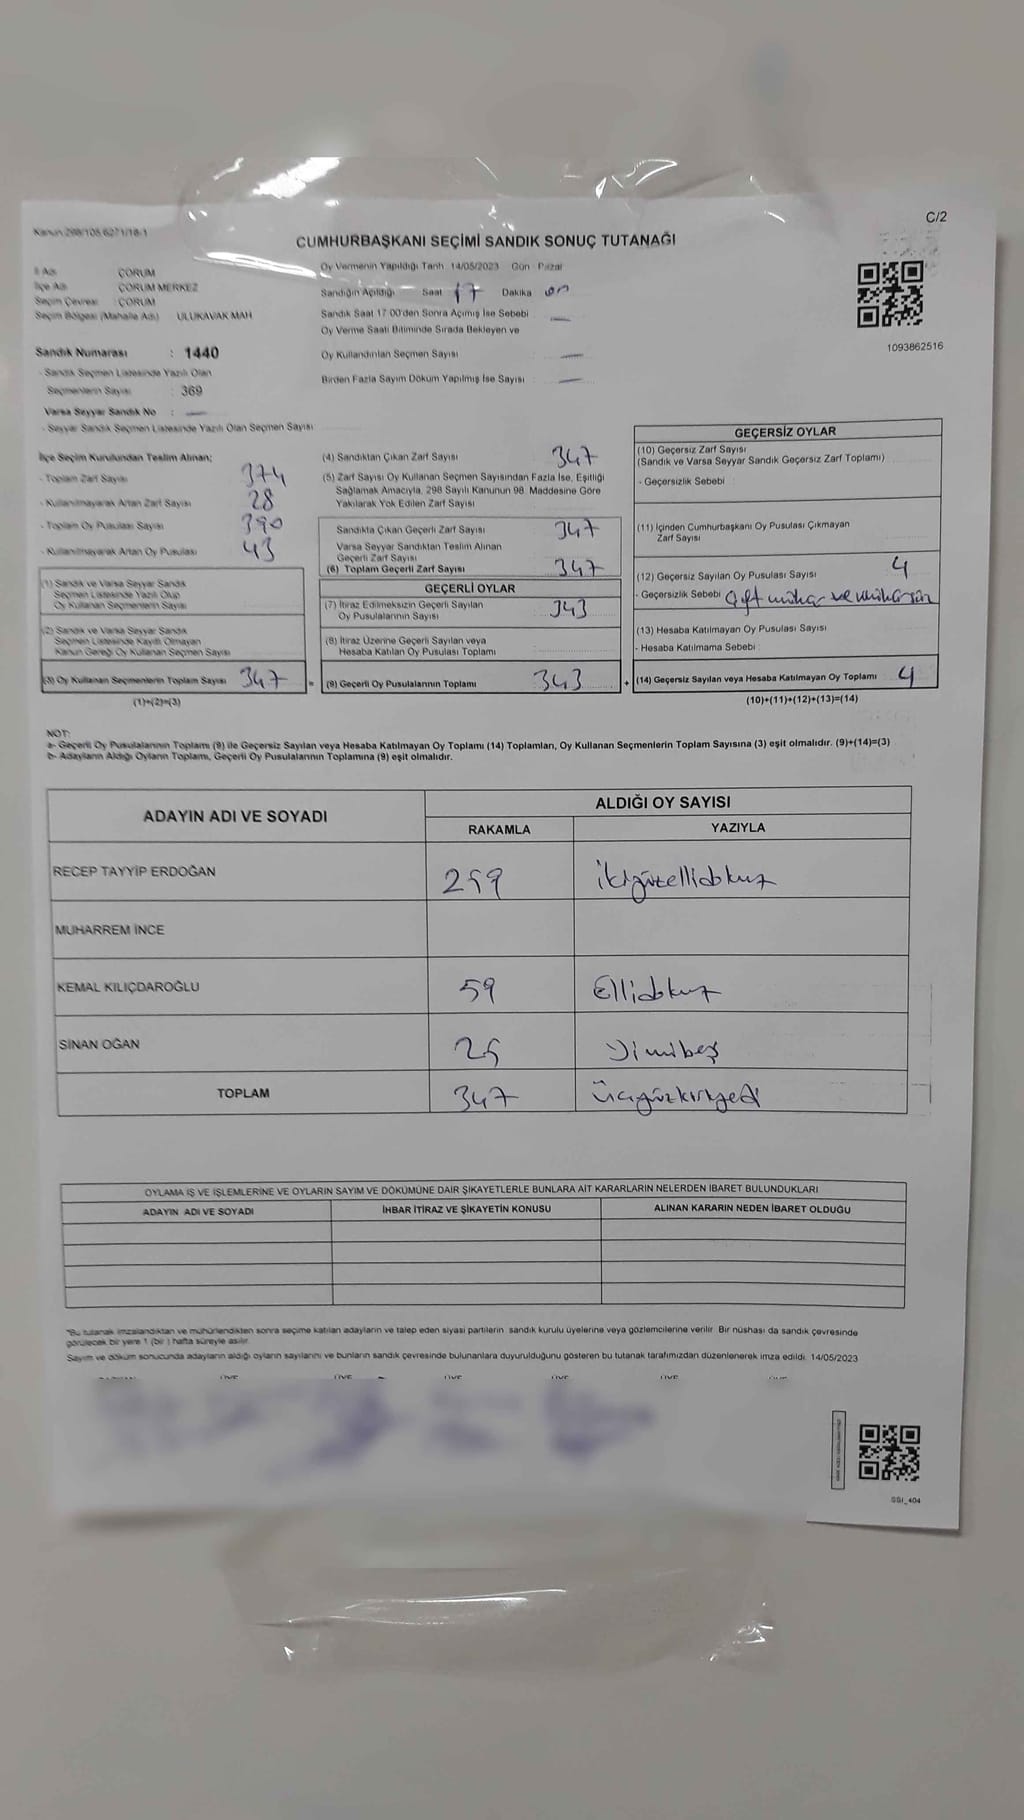 Kanun:298/105 6271/18-1
C/2
CUMHURBAŞKANI SEÇİMİ SANDIK SONUÇ TUTANAĞI
İl Adı : ÇORUM
İlçe Adı : ÇORUM MERKEZ
Seçim Çevresi : ÇORUM
Seçim Bölgesi (Mahalle Adı) : ULUKAVAK MAH
Sandık Numarası : 1440
- Sandık Seçmen Listesinde Yazılı Olan
Seçmenlerin Sayısı : 369
Varsa Seyyar Sandık No : —
- Seyyar Sandık Seçmen Listesinde Yazılı Olan Seçmen Sayısı
Oy Vermenin Yapıldığı Tarih 14/05/2023 Gün : Pazar
Sandığın Açıldığı Saat 17 Dakika on
Sandık Saat 17:00'den Sonra Açımış İse Sebebi —
Oy Verme Saati Bitiminde Sırada Bekleyen ve
Oy Kullandırılan Seçmen Sayısı —
Birden Fazla Sayım Döküm Yapılmış İse Sayısı —
1093862516
İlçe Seçim Kurulundan Teslim Alınan;
- Toplam Zarf Sayısı 374
- Kullanılmayarak Artan Zarf Sayısı 28
- Toplam Oy Pusulası Sayısı 390
- Kullanılmayarak Artan Oy Pusulası 43
(1) Sandık ve Varsa Seyyar Sandık
Seçmen Listesinde Yazılı Olup
Oy Kullanan Seçmenlerin Sayısı
(2) Sandık ve Varsa Seyyar Sandık
Seçmen Listesinde Kayıtlı Olmayan
Kanun Gereği Oy Kullanan Seçmen Sayısı
(3) Oy Kullanan Seçmenlerin Toplam Sayısı 347 =
(1)+(2)=(3)
(4) Sandıktan Çıkan Zarf Sayısı 347
(5) Zarf Sayısı Oy Kullanan Seçmen Sayısından Fazla İse, Eşitliği
Sağlamak Amacıyla, 298 Sayılı Kanunun 98. Maddesine Göre
Yakılarak Yok Edilen Zarf Sayısı
Sandıkta Çıkan Geçerli Zarf Sayısı 347
Varsa Seyyar Sandıktan Teslim Alınan
Geçerli Zarf Sayısı
(6) Toplam Geçerli Zarf Sayısı 347
GEÇERLİ OYLAR
(7) İtiraz Edilmeksizin Geçerli Sayılan
Oy Pusulalarının Sayısı 343
(8) İtiraz Üzerine Geçerli Sayılan veya
Hesaba Katılan Oy Pusulası Toplamı
(9) Geçerli Oy Pusulalarının Toplamı 343 +
GEÇERSİZ OYLAR
(10) Geçersiz Zarf Sayısı
(Sandık ve Varsa Seyyar Sandık Geçersiz Zarf Toplamı)
- Geçersizlik Sebebi :
(11) İçinden Cumhurbaşkanı Oy Pusulası Çıkmayan
Zarf Sayısı
(12) Geçersiz Sayılan Oy Pusulası Sayısı 4
- Geçersizlik Sebebi Çift mühür ve mühürsüz
(13) Hesaba Katılmayan Oy Pusulası Sayısı
- Hesaba Katılmama Sebebi :
(14) Geçersiz Sayılan veya Hesaba Katılmayan Oy Toplamı 4
(10)+(11)+(12)+(13)=(14)
NOT:
a- Geçerli Oy Pusulalarının Toplamı (9) ile Geçersiz Sayılan veya Hesaba Katılmayan Oy Toplamı (14) Toplamları, Oy Kullanan Seçmenlerin Toplam Sayısına (3) eşit olmalıdır. (9)+(14)=(3)
b- Adayların Aldığı Oyların Toplamı, Geçerli Oy Pusulalarının Toplamına (9) eşit olmalıdır.
ADAYIN ADI VE SOYADI ALDIĞI OY SAYISI
RAKAMLA YAZIYLA
RECEP TAYYİP ERDOĞAN 259 ikiyüzellidokuz
MUHARREM İNCE
KEMAL KILIÇDAROĞLU 59 Ellidokuz
SİNAN OĞAN 25 Yirmibeş
TOPLAM 347 Üçyüzkırkyedi
OYLAMA İŞ VE İŞLEMLERİNE VE OYLARIN SAYIM VE DÖKÜMÜNE DAİR ŞİKAYETLERLE BUNLARA AİT KARARLARIN NELERDEN İBARET BULUNDUKLARI
ADAYIN ADI VE SOYADI İHBAR İTİRAZ VE ŞİKAYETİN KONUSU ALINAN KARARIN NEDEN İBARET OLDUĞU
"Bu tutanak imzalandıktan ve mühürlendikten sonra seçime katılan adayların ve talep eden siyasi partilerin sandık kurulu üyelerine veya gözlemcilerine verilir. Bir nüshası da sandık çevresinde
görülecek bir yere 1 (bir ) hafta süreyle asılır.
Sayım ve döküm sonucunda adayların aldığı oyların sayılarını ve bunların sandık çevresinde bulunanlara duyurulduğunu gösteren bu tutanak tarafımızdan düzenlenerek imza edildi. 14/05/2023
SSI_404